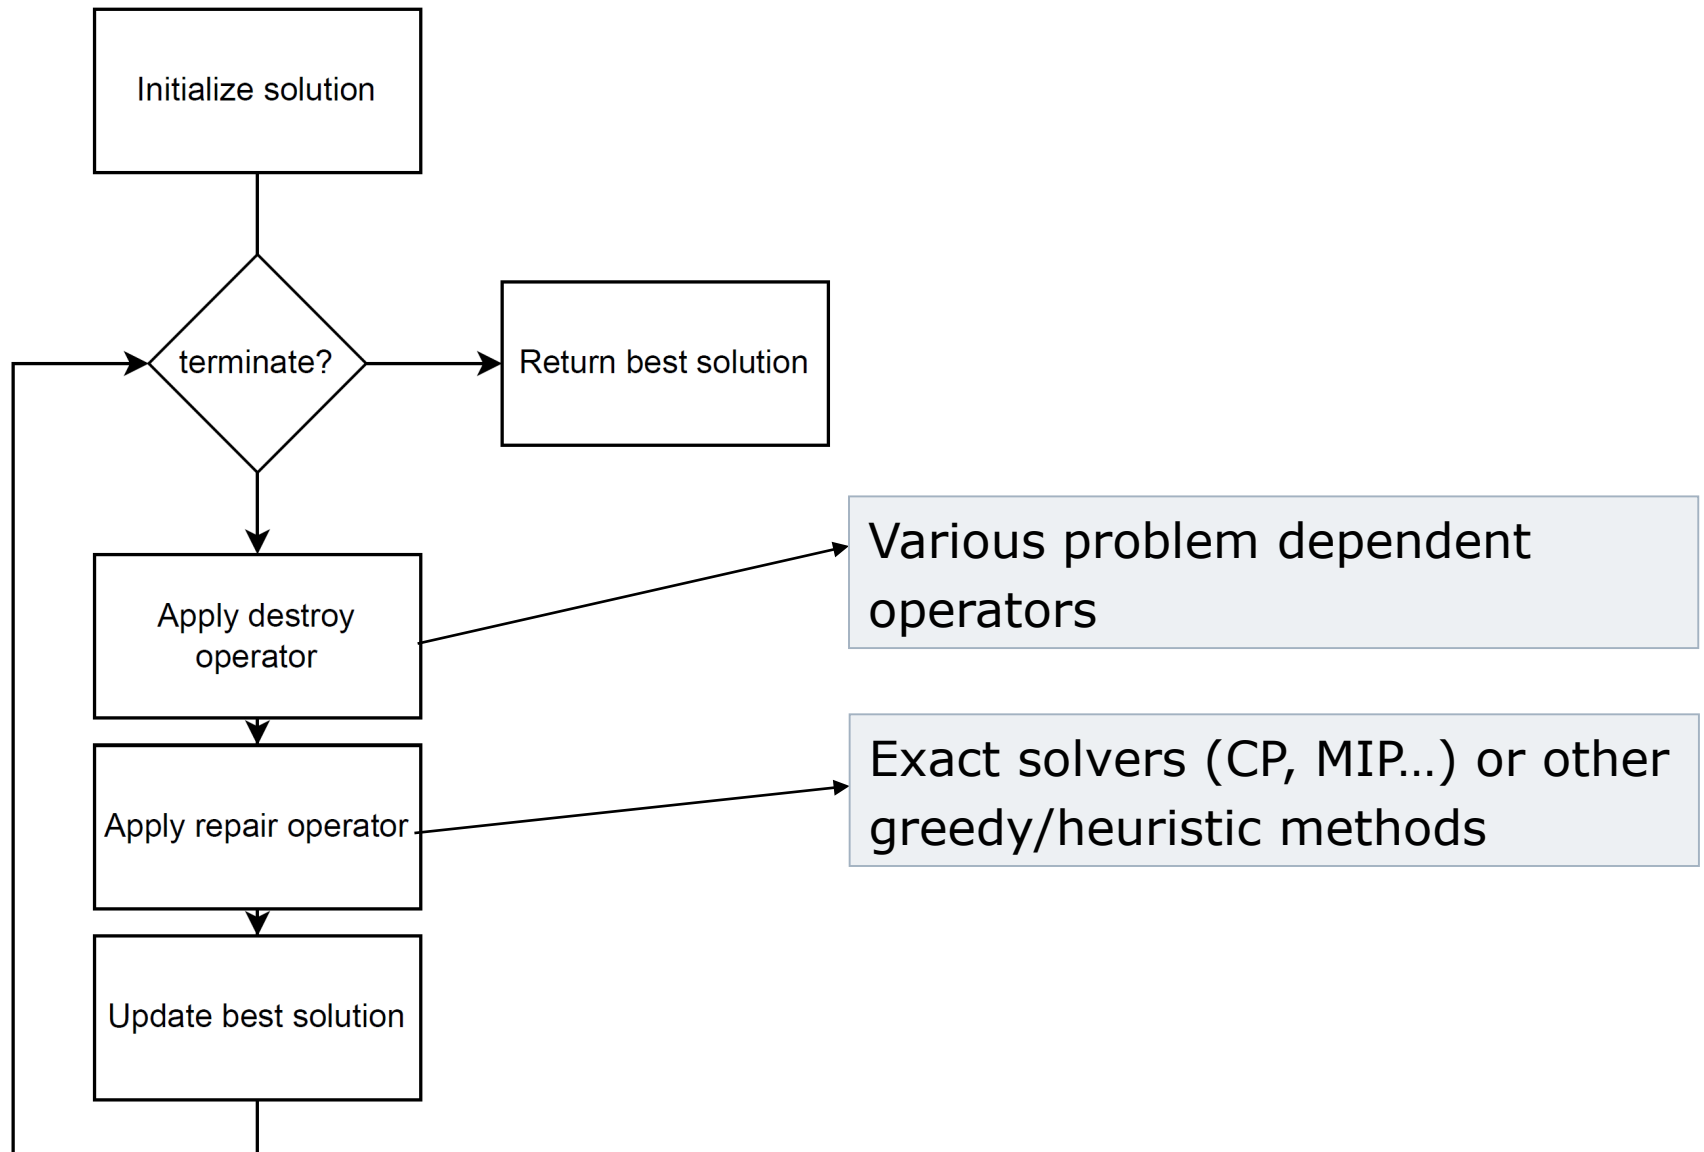 Initialize solution
terminate?
Return best solution
Apply destroy
operator
Various problem dependent
operators
Apply repair operator
Exact solvers (CP, MIP…) or other
greedy/heuristic methods
Update best solution